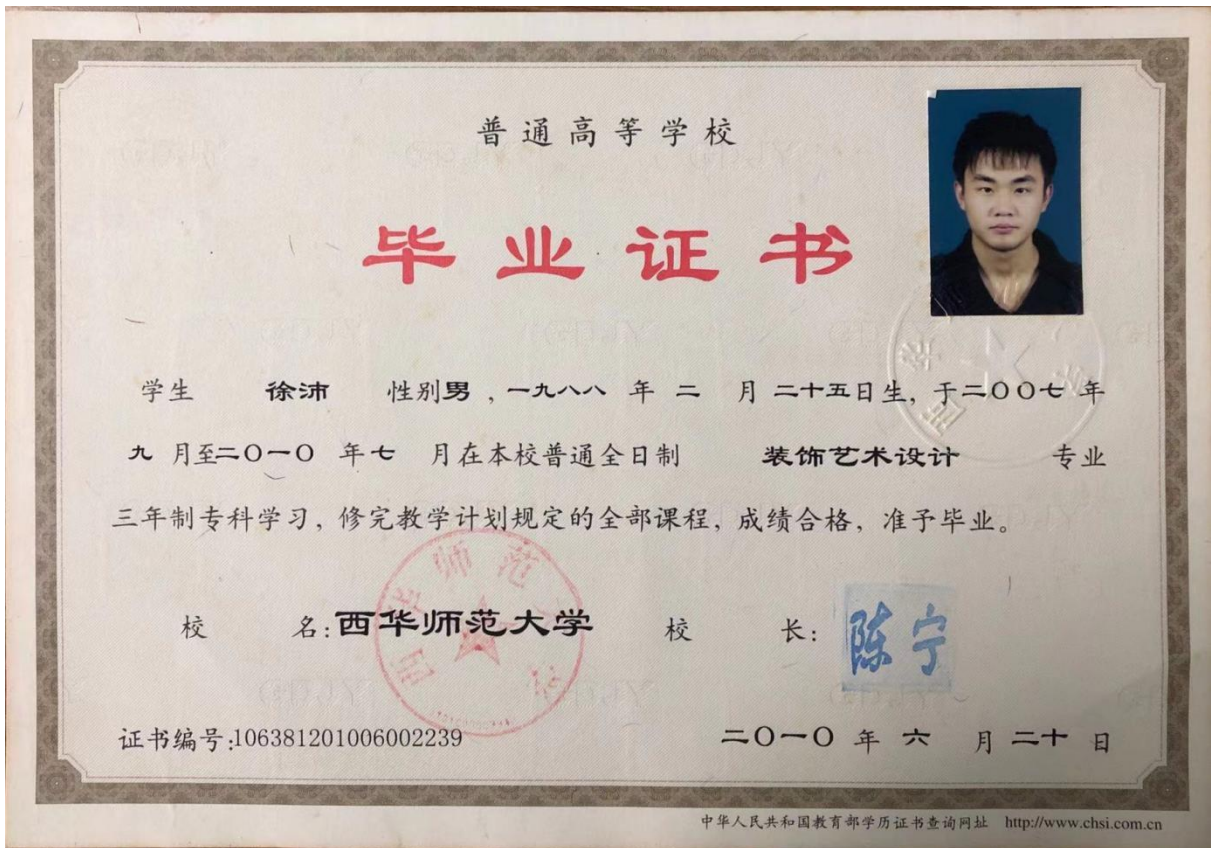 普通高等学校
毕业证书
学生 徐沛 性别男，一九八八 年 二 月 二十五日生，于二〇〇七 年
九 月至二〇一〇 年七 月在本校普通全日制 装饰艺术设计 专业
三年制专科学习，修完教学计划规定的全部课程，成绩合格，准予毕业。
校 名：西华师范大学 校 长：陈宁
证书编号：106381201006002239 二〇一〇 年 六 月 二十 日
中华人民共和国教育部学历证书查询网址 http://www.chsi.com.cn